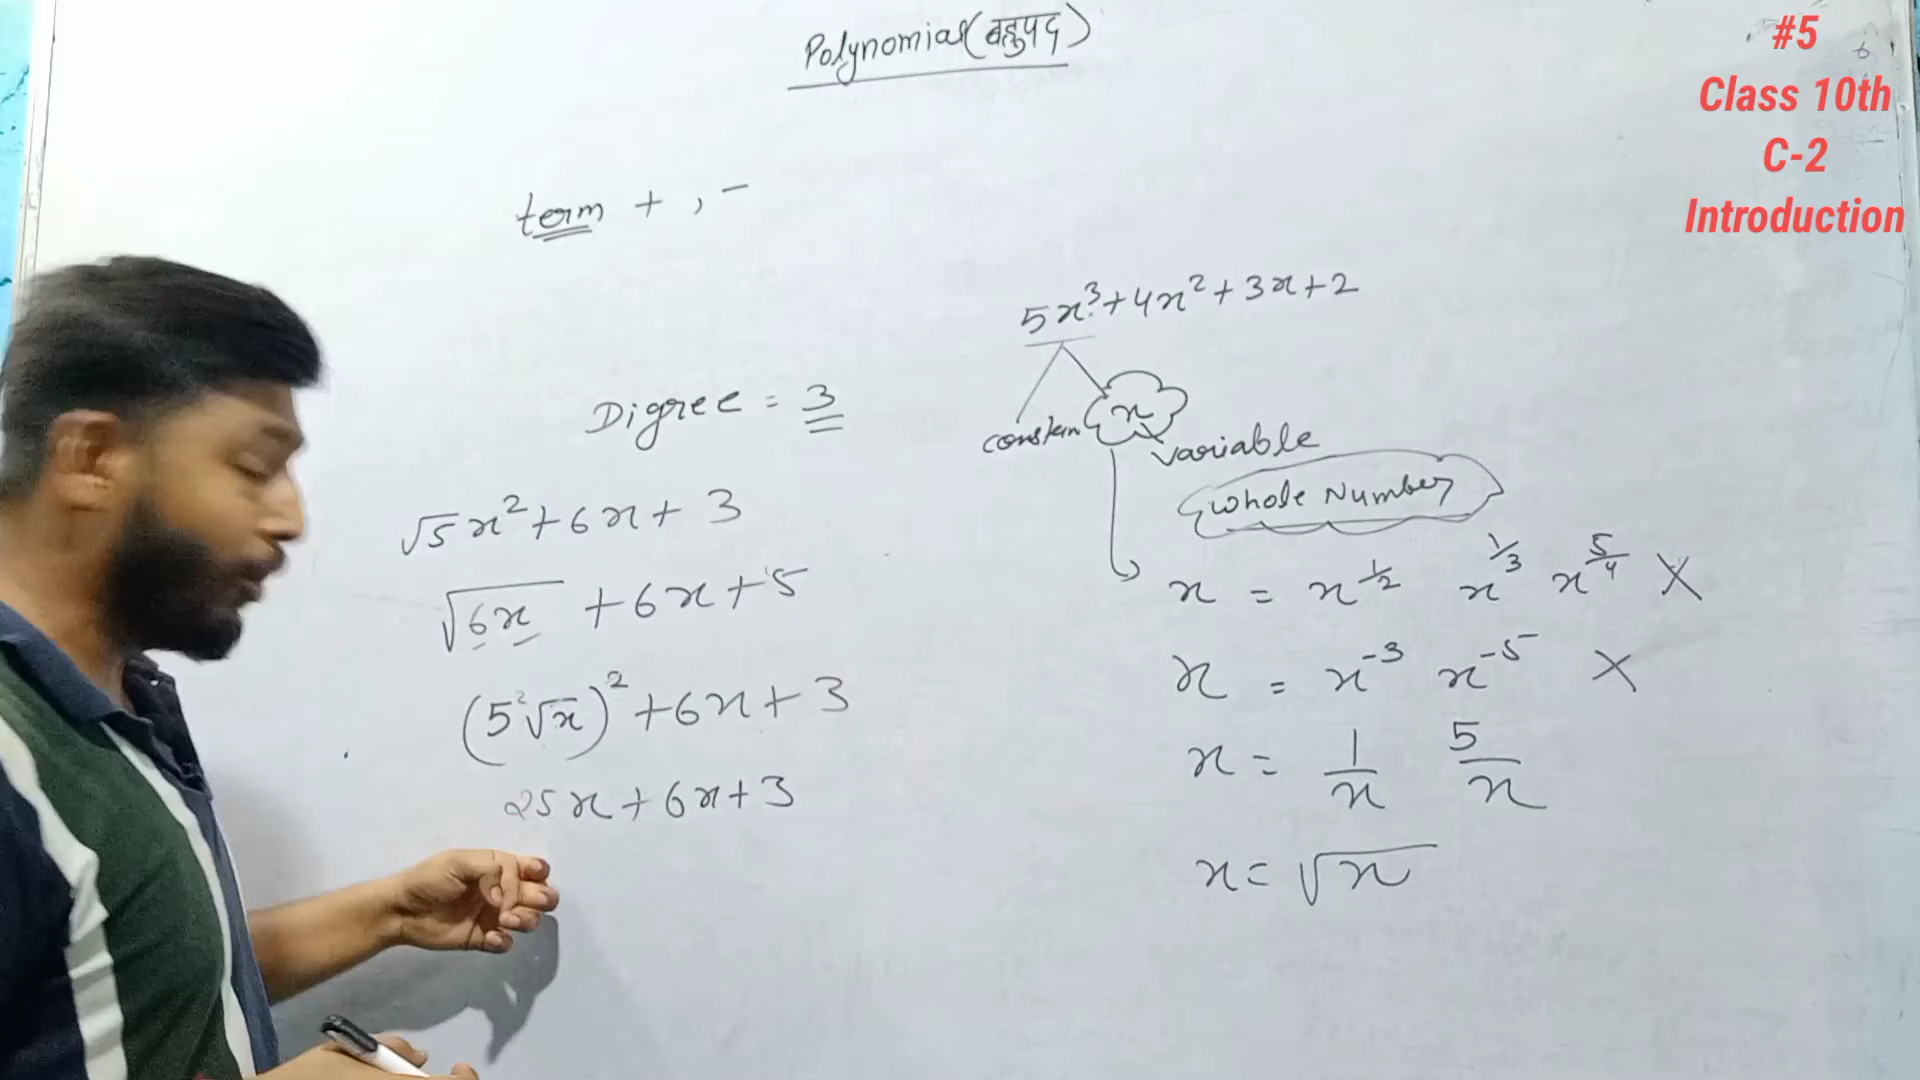 Polynomial(बहुपद)
#5
Class 10th
C-2
Introduction
6
term + , -
5x³+4x²+3x+2
Digree = 3
constan x
variable
Whole Number
√5x²+6x+3
√6x +6x+5
(5²√x)²+6x+3
25x+6x+3
x = x^1/2 x^1/3 x^5/4 X
x = x^-3 x^-5 X
x = 1/x 5/x
x = √x